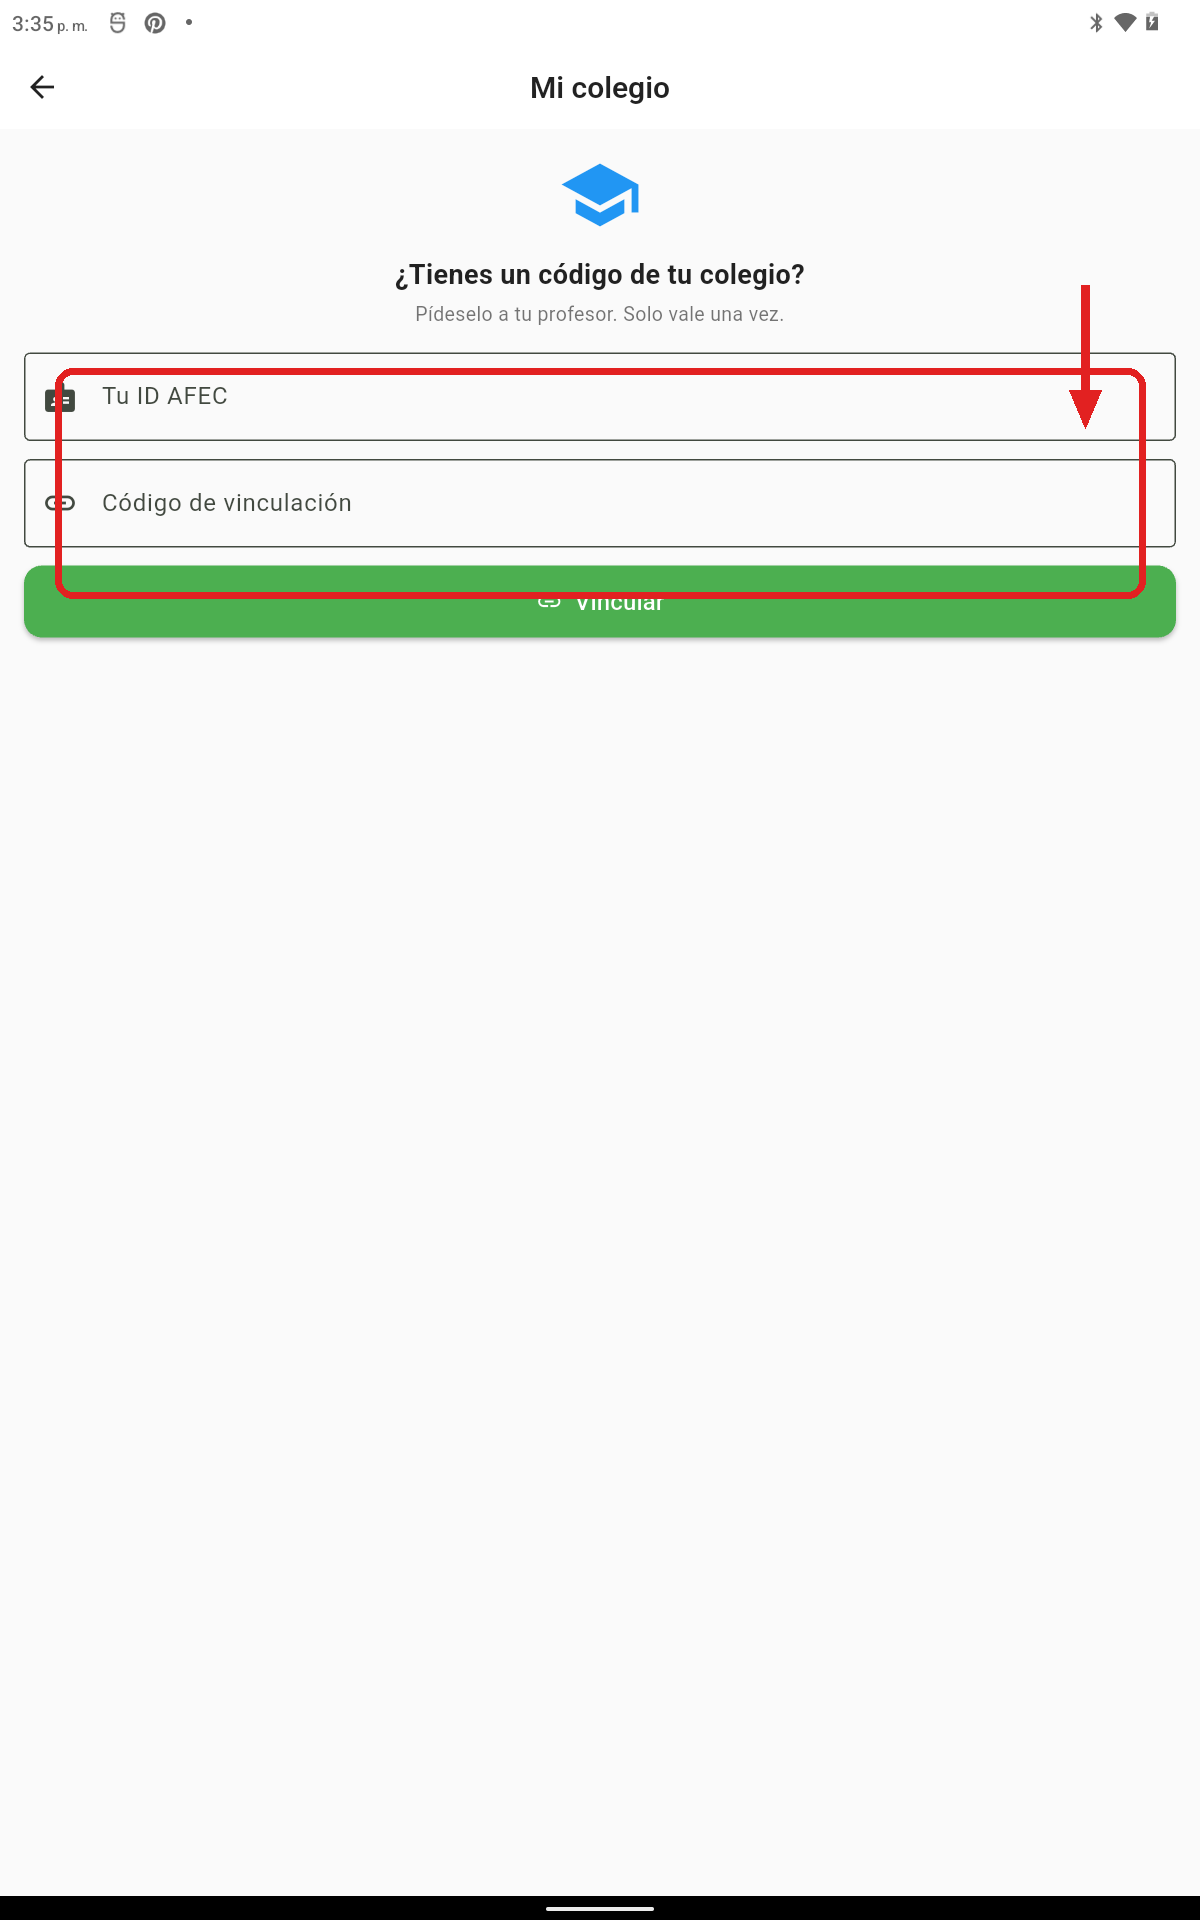 3:35 p. m.
Mi colegio
¿Tienes un código de tu colegio?
Pídeselo a tu profesor. Solo vale una vez.
Tu ID AFEC
Código de vinculación
Vincular